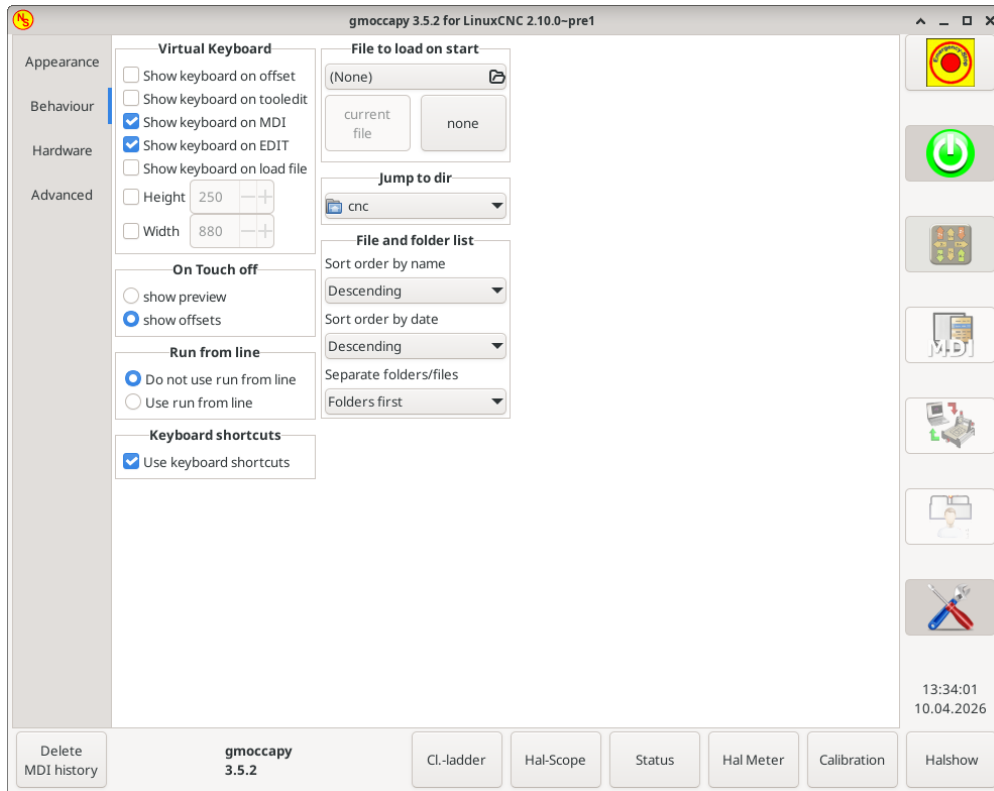 NS
gmoccapy 3.5.2 for LinuxCNC 2.10.0~pre1
Appearance
Behaviour
Hardware
Advanced
Virtual Keyboard
Show keyboard on offset
Show keyboard on tooledit
Show keyboard on MDI
Show keyboard on EDIT
Show keyboard on load file
Height 250
Width 880
On Touch off
show preview
show offsets
Run from line
Do not use run from line
Use run from line
Keyboard shortcuts
Use keyboard shortcuts
File to load on start
(None)
current
file
none
Jump to dir
cnc
File and folder list
Sort order by name
Descending
Sort order by date
Descending
Separate folders/files
Folders first
MDI
13:34:01
10.04.2026
Delete
MDI history
gmoccapy
3.5.2
Cl.-ladder
Hal-Scope
Status
Hal Meter
Calibration
Halshow